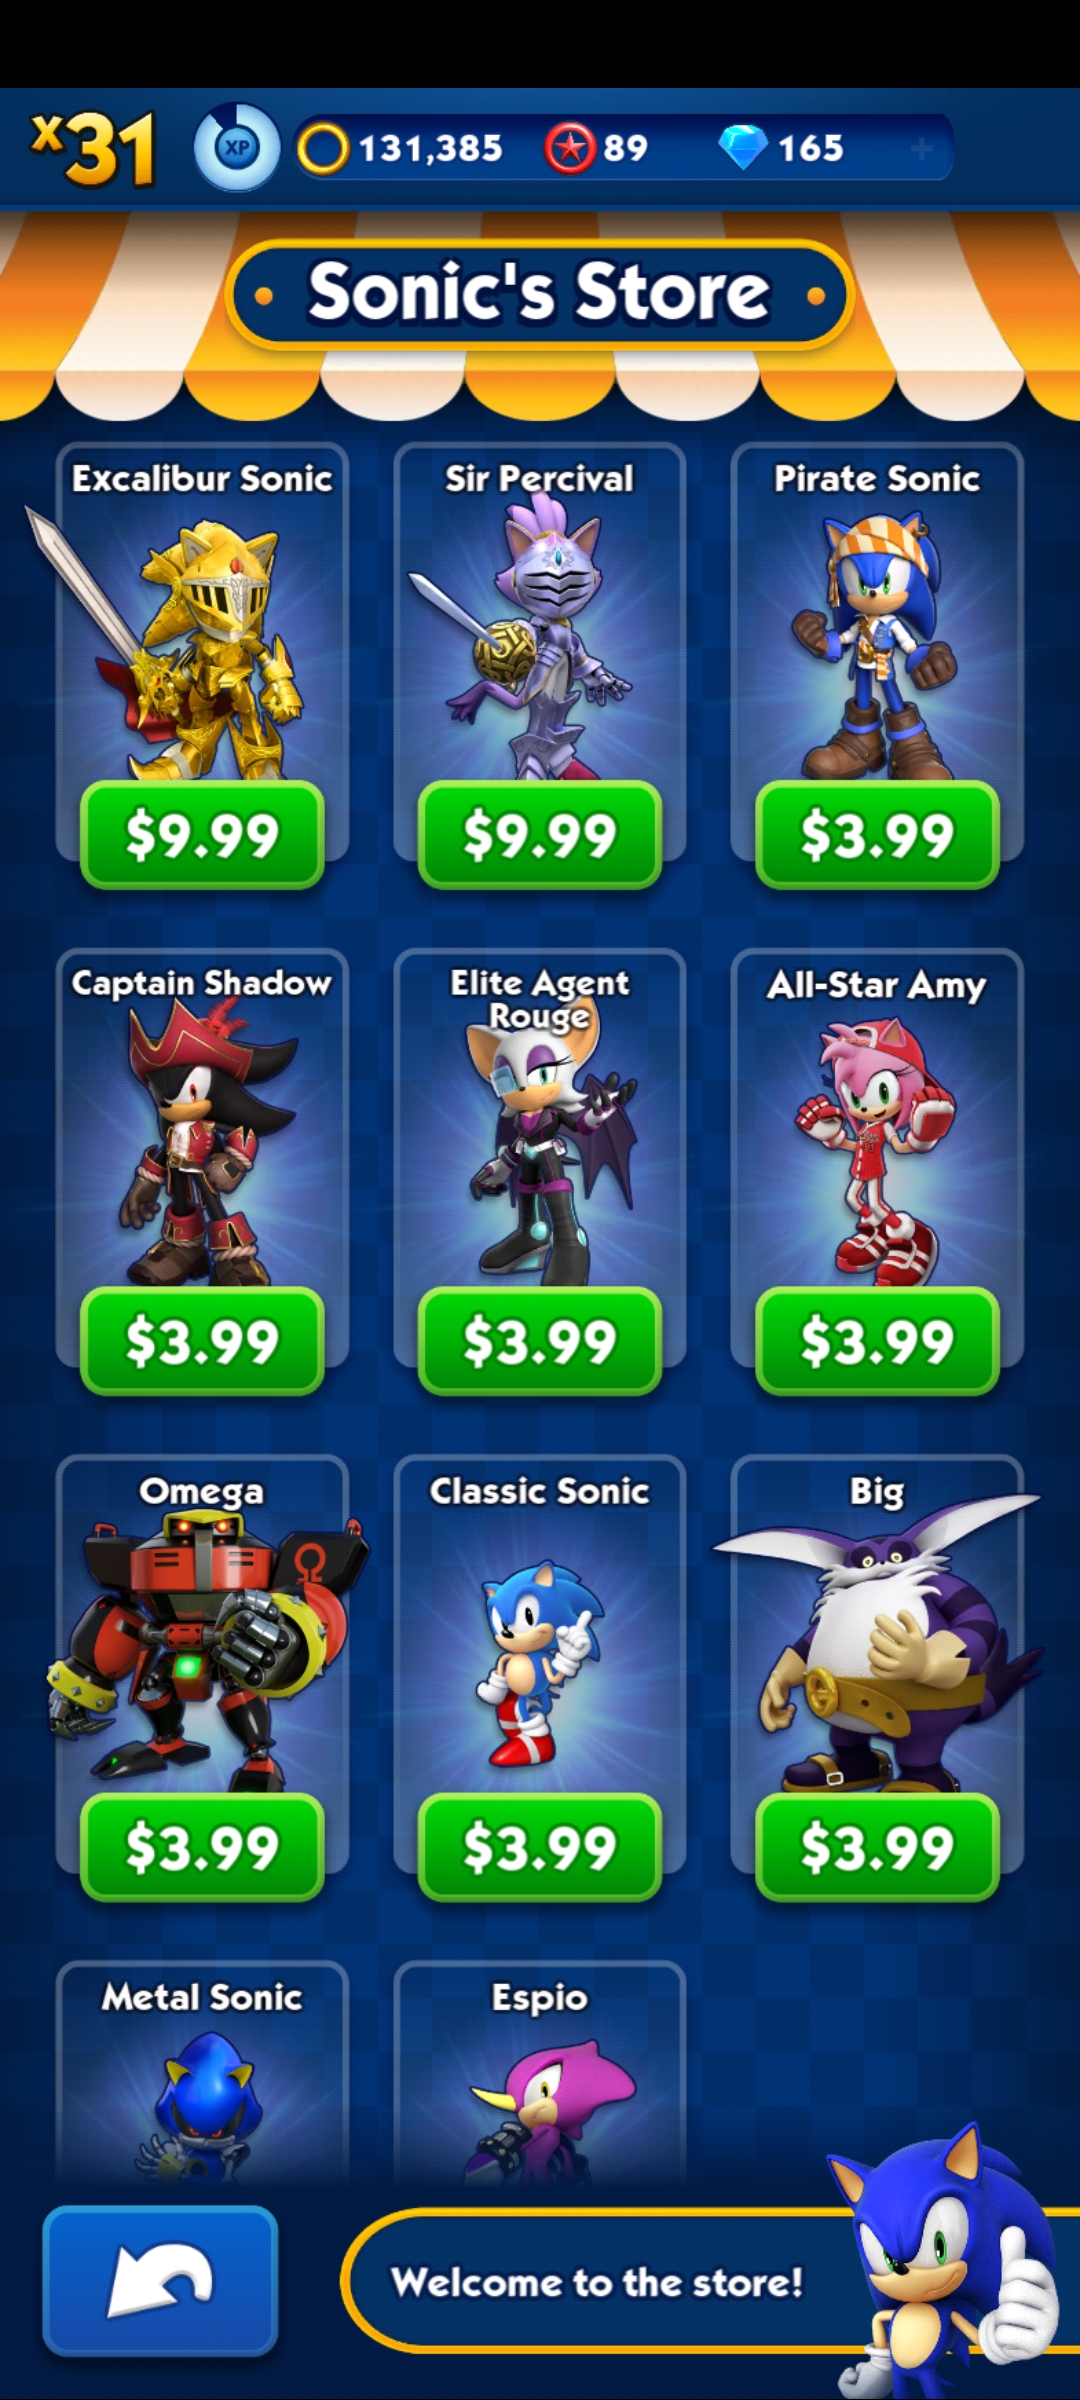 x31 XP 131,385 89 165
Sonic's Store
Excalibur Sonic
Sir Percival
Pirate Sonic
$9.99
$9.99
$3.99
Captain Shadow
Elite Agent
Rouge
All-Star Amy
$3.99
$3.99
$3.99
Omega
Classic Sonic
Big
Ω
$3.99
$3.99
$3.99
Metal Sonic
Espio
Welcome to the store!